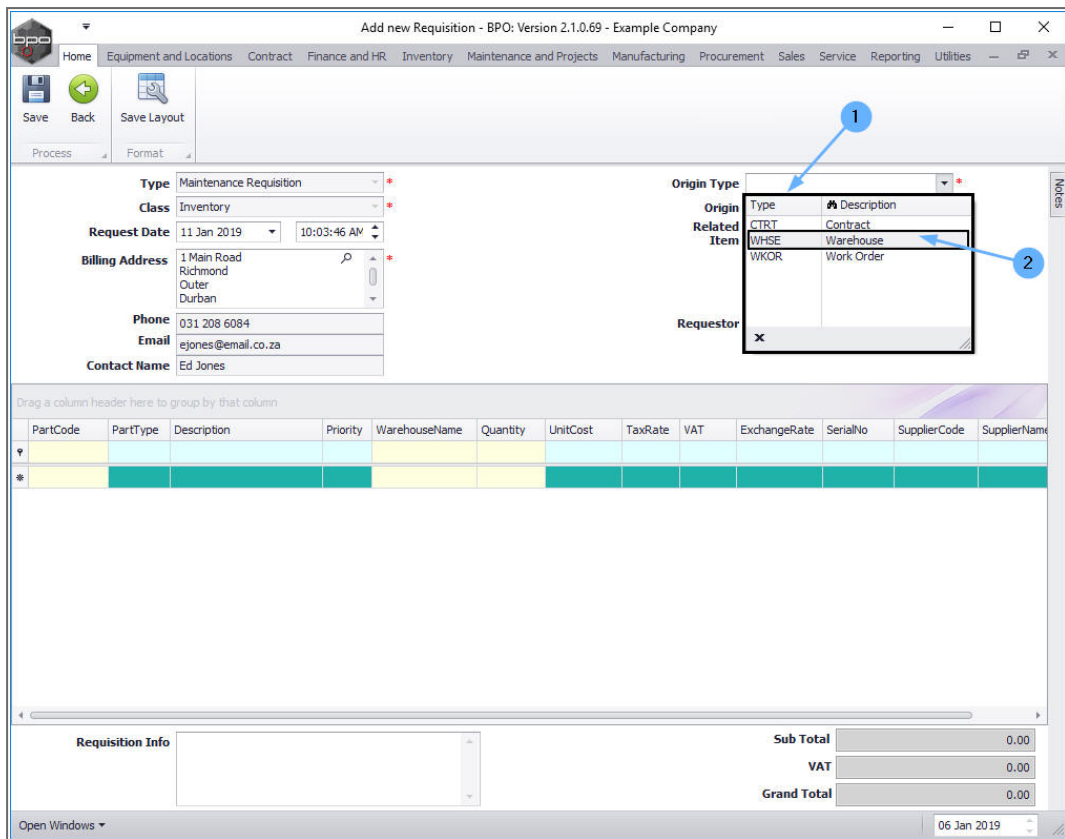 Add new Requisition - BPO: Version 2.1.0.69 - Example Company
bpo
Home Equipment and Locations Contract Finance and HR Inventory Maintenance and Projects Manufacturing Procurement Sales Service Reporting Utilities
Save Back Save Layout
Process Format
1
Type Maintenance Requisition * Origin Type *
Notes
Class Inventory * Origin Type Description
Request Date 11 Jan 2019 10:03:46 AM Related CTRT Contract
Item WHSE Warehouse
2
Billing Address 1 Main Road * WKOR Work Order
Richmond
Outer
Durban
Phone 031 208 6084 Requestor
Email ejones@email.co.za x
Contact Name Ed Jones
Drag a column header here to group by that column
PartCode PartType Description Priority WarehouseName Quantity UnitCost TaxRate VAT ExchangeRate SerialNo SupplierCode SupplierName
Requisition Info Sub Total 0.00
VAT 0.00
Grand Total 0.00
Open Windows 06 Jan 2019